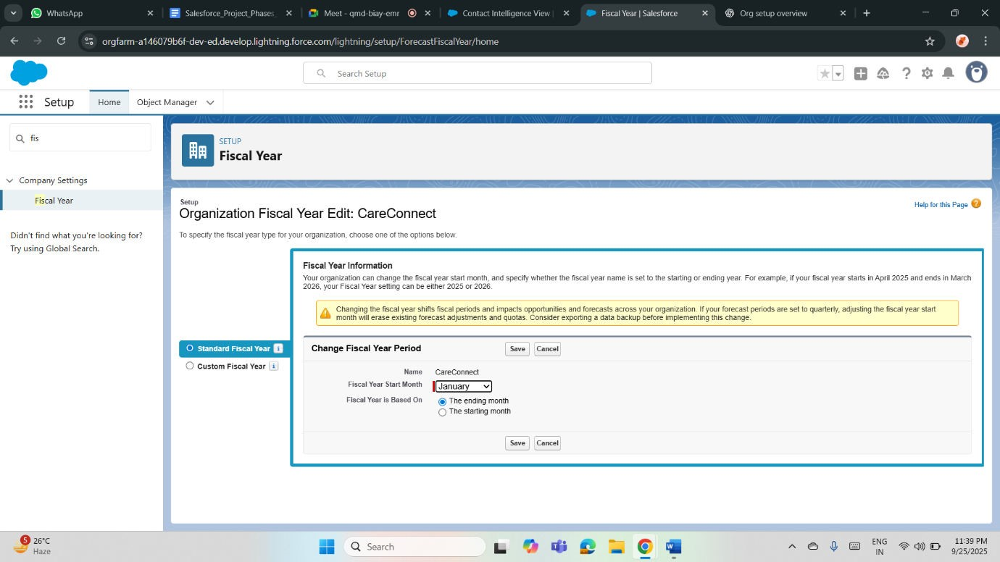 WhatsApp
Salesforce_Project_Phases_
Meet - qmd-biay-emr
Contact Intelligence View |
Fiscal Year | Salesforce
Org setup overview
orgfarm-a146079b6f-dev-ed.develop.lightning.force.com/lightning/setup/ForecastFiscalYear/home
Search Setup
Setup
Home
Object Manager
fis
Company Settings
Fiscal Year
Didn't find what you're looking for?
Try using Global Search.
SETUP
Fiscal Year
Setup
Organization Fiscal Year Edit: CareConnect
Help for this Page
To specify the fiscal year type for your organization, choose one of the options below.
Standard Fiscal Year
Custom Fiscal Year
Fiscal Year Information
Your organization can change the fiscal year start month, and specify whether the fiscal year name is set to the starting or ending year. For example, if your fiscal year starts in April 2025 and ends in March
2026, your Fiscal Year setting can be either 2025 or 2026.
Changing the fiscal year shifts fiscal periods and impacts opportunities and forecasts across your organization. If your forecast periods are set to quarterly, adjusting the fiscal year start
month will erase existing forecast adjustments and quotas. Consider exporting a data backup before implementing this change.
Change Fiscal Year Period
Save Cancel
Name CareConnect
Fiscal Year Start Month January
Fiscal Year is Based On The ending month
The starting month
Save Cancel
5
26°C
Haze
Search
ENG
IN
11:39 PM
9/25/2025